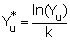 Y*u = ln(Yu) / k